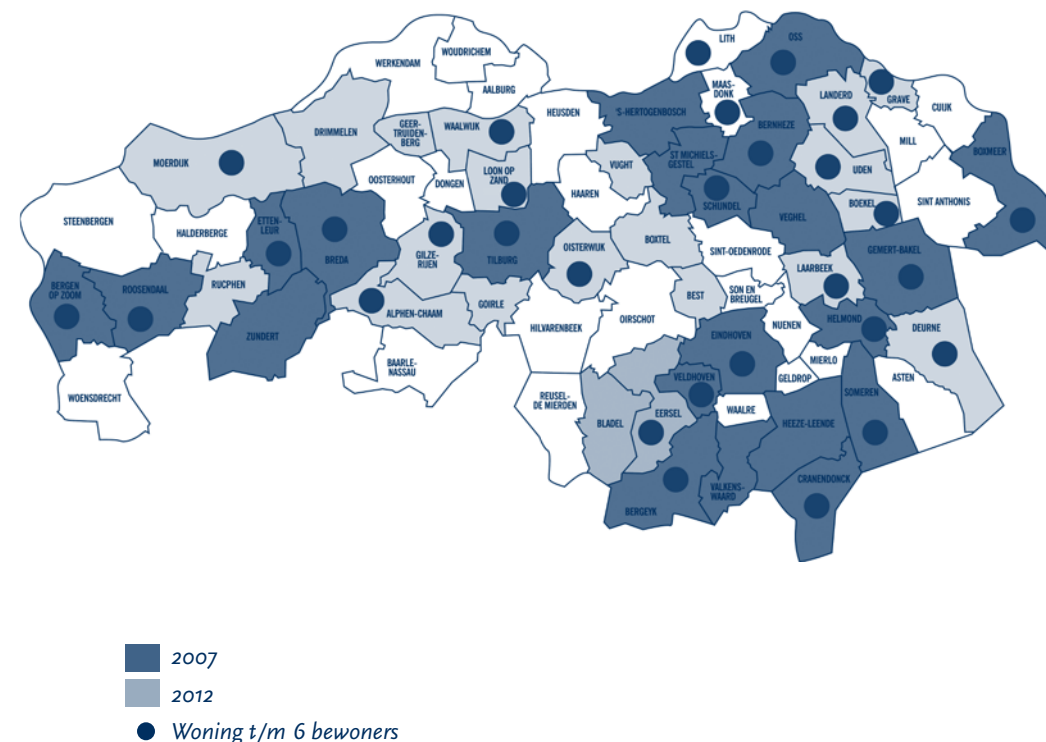 LITH
OSS
WOUDRICHEM
WERKENDAM
AALBURG
MAAS-
DONK
LANDERD
GRAVE
CUIJK
HEUSDEN
'S-HERTOGENBOSCH
BERNHEZE
MILL
BOXMEER
DRIMMELEN
GEER-
TRUIDEN-
BERG
WAALWIJK
MOERDIJK
ST MICHIELS-
GESTEL
VUGHT
UDEN
LOON OP
ZAND
OOSTERHOUT
DONGEN
HAAREN
SCHUNDEL
BOEKEL
SINT ANTHONIS
STEENBERGEN
HALDERBERGE
ETTEN-
LEUR
BREDA
VEGHEL
GILZE-
RIJEN
TILBURG
OISTERWIJK
BOXTEL
SINT-OEDENRODE
GEMERT-BAKEL
LAARBEEK
BERGEN
OP ZOOM
ROOSENDAAL
RUCPHEN
BEST
SON EN
BREUGEL
ALPHEN-CHAAM
GOIRLE
HILVARENBEEK
OIRSCHOT
NUENEN
HELMOND
DEURNE
ZUNDERT
EINDHOVEN
BAARLE-
NASSAU
MIERLO
GELDROP
VELDHOVEN
ASTEN
SOMEREN
WOENSDRECHT
REUSEL-
DE MIERDEN
BLADEL
EERSEL
WAALRE
HEEZE-LEENDE
CRANENDONCK
VALKENS-
WAARD
BERGEYK
2007
2012
Woning t/m 6 bewoners